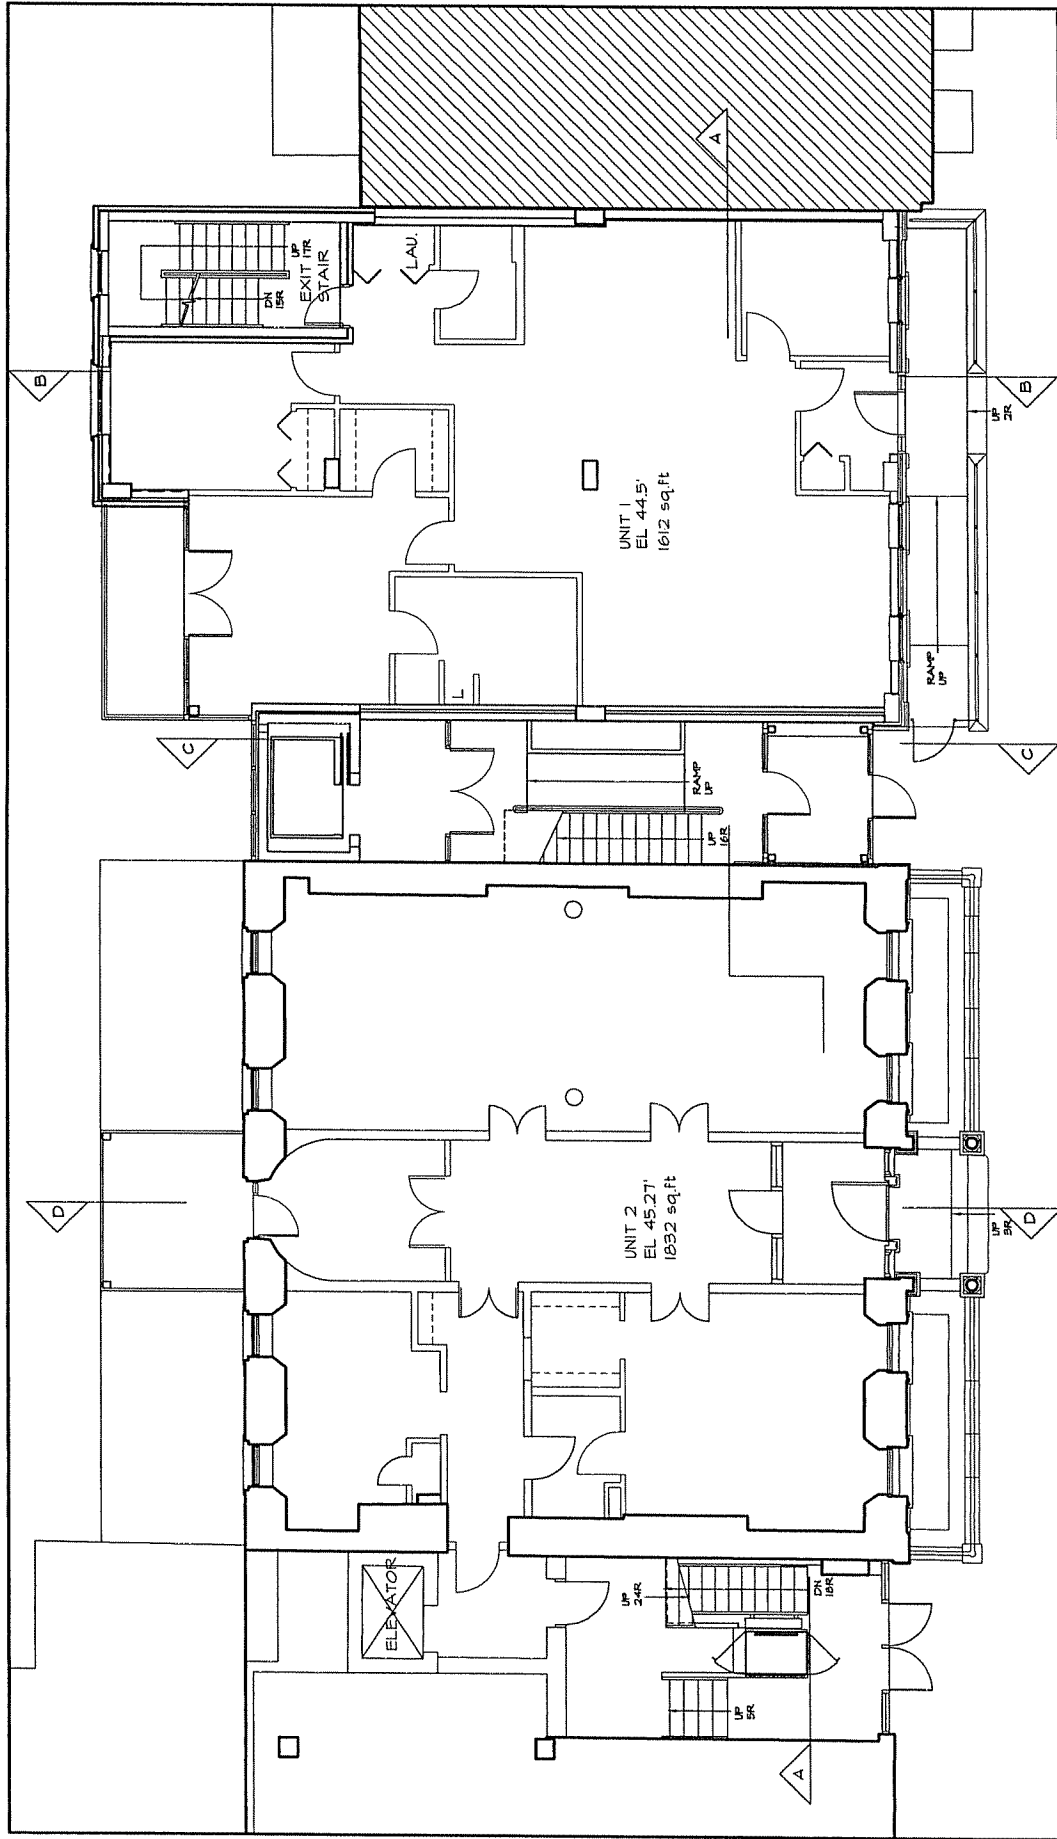 A
UP
17R
EXIT
STAIR
DN
15R
LAU.
B
B
UP
2R
UNIT 1
EL 44.5'
1612 sq.ft
L
RAMP
UP
C
C
RAMP
UP
UP
16R
D
UNIT 2
EL 45.27'
1832 sq.ft
UP
3R
D
ELEVATOR
UP
24R
DN
18R
UP
5R
A